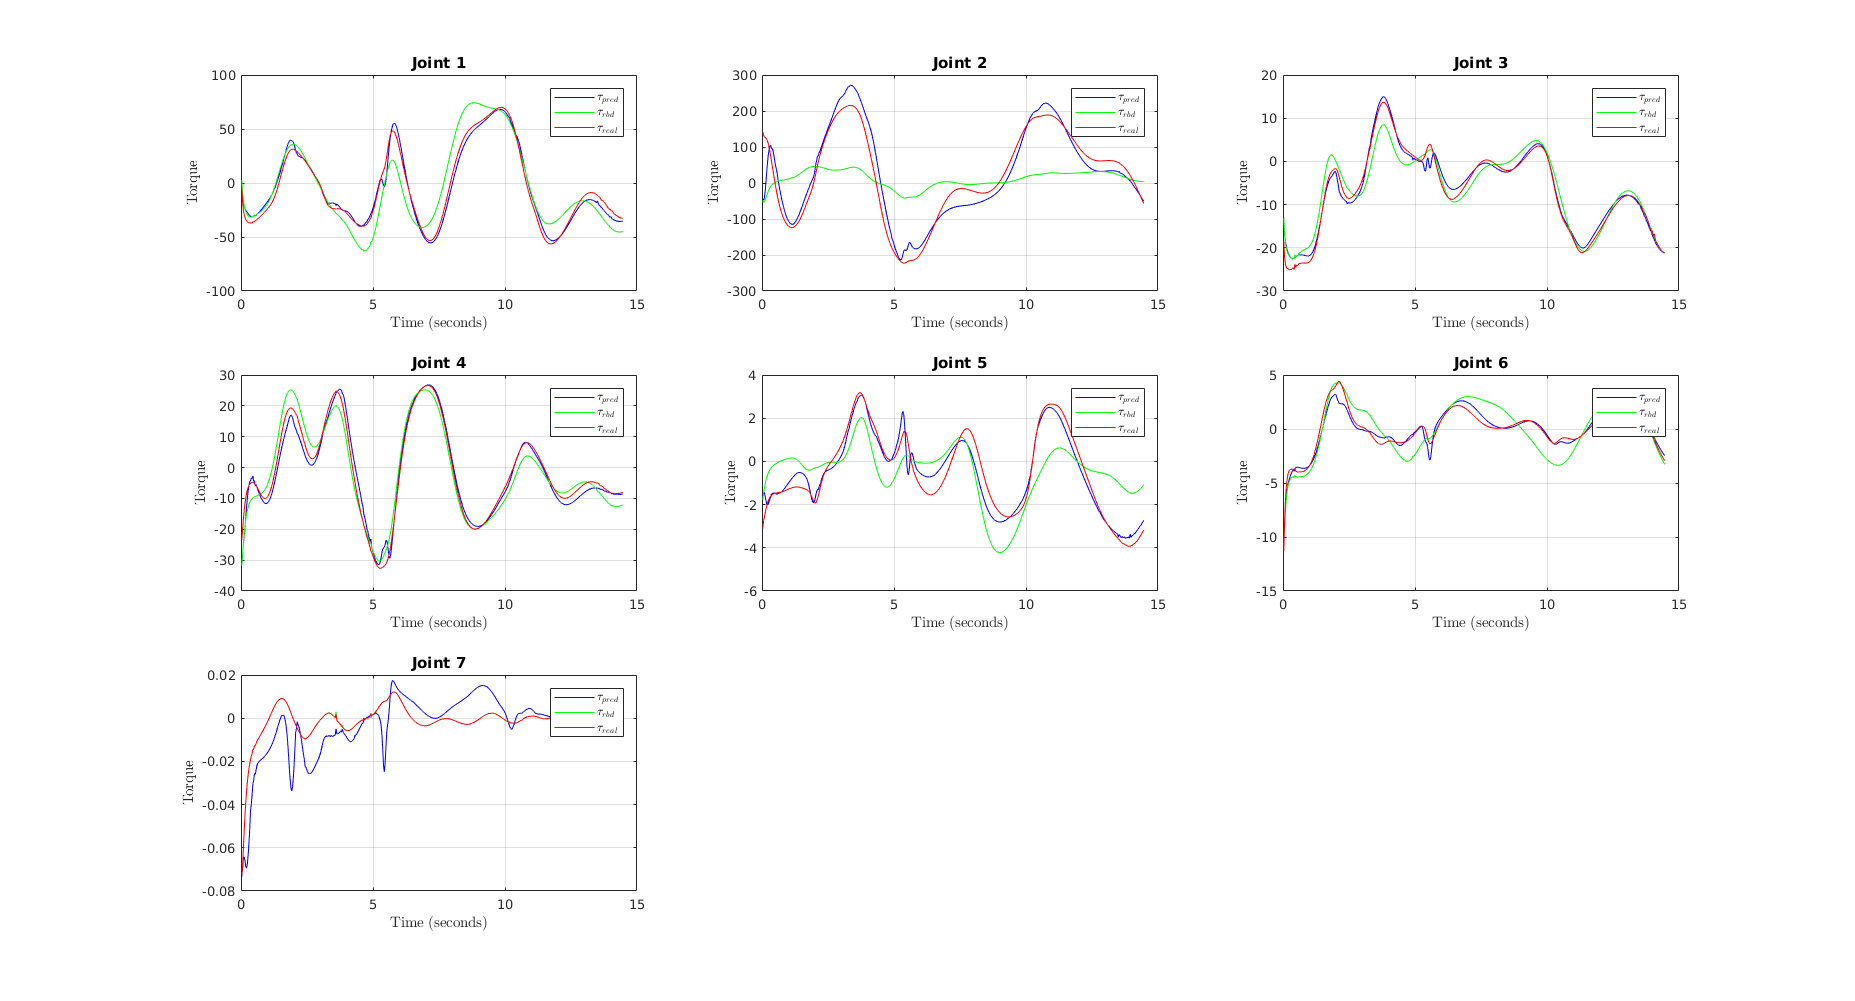 Joint 1
100
50
0
-50
-100
Torque
0 5 10 15
Time (seconds)
τpred
τrbd
τreal
Joint 2
300
200
100
0
-100
-200
-300
Torque
0 5 10 15
Time (seconds)
τpred
τrbd
τreal
Joint 3
20
10
0
-10
-20
-30
Torque
0 5 10 15
Time (seconds)
τpred
τrbd
τreal
Joint 4
30
20
10
0
-10
-20
-30
-40
Torque
0 5 10 15
Time (seconds)
τpred
τrbd
τreal
Joint 5
4
2
0
-2
-4
-6
Torque
0 5 10 15
Time (seconds)
τpred
τrbd
τreal
Joint 6
5
0
-5
-10
-15
Torque
0 5 10 15
Time (seconds)
τpred
τrbd
τreal
Joint 7
0.02
0
-0.02
-0.04
-0.06
-0.08
Torque
0 5 10 15
Time (seconds)
τpred
τrbd
τreal